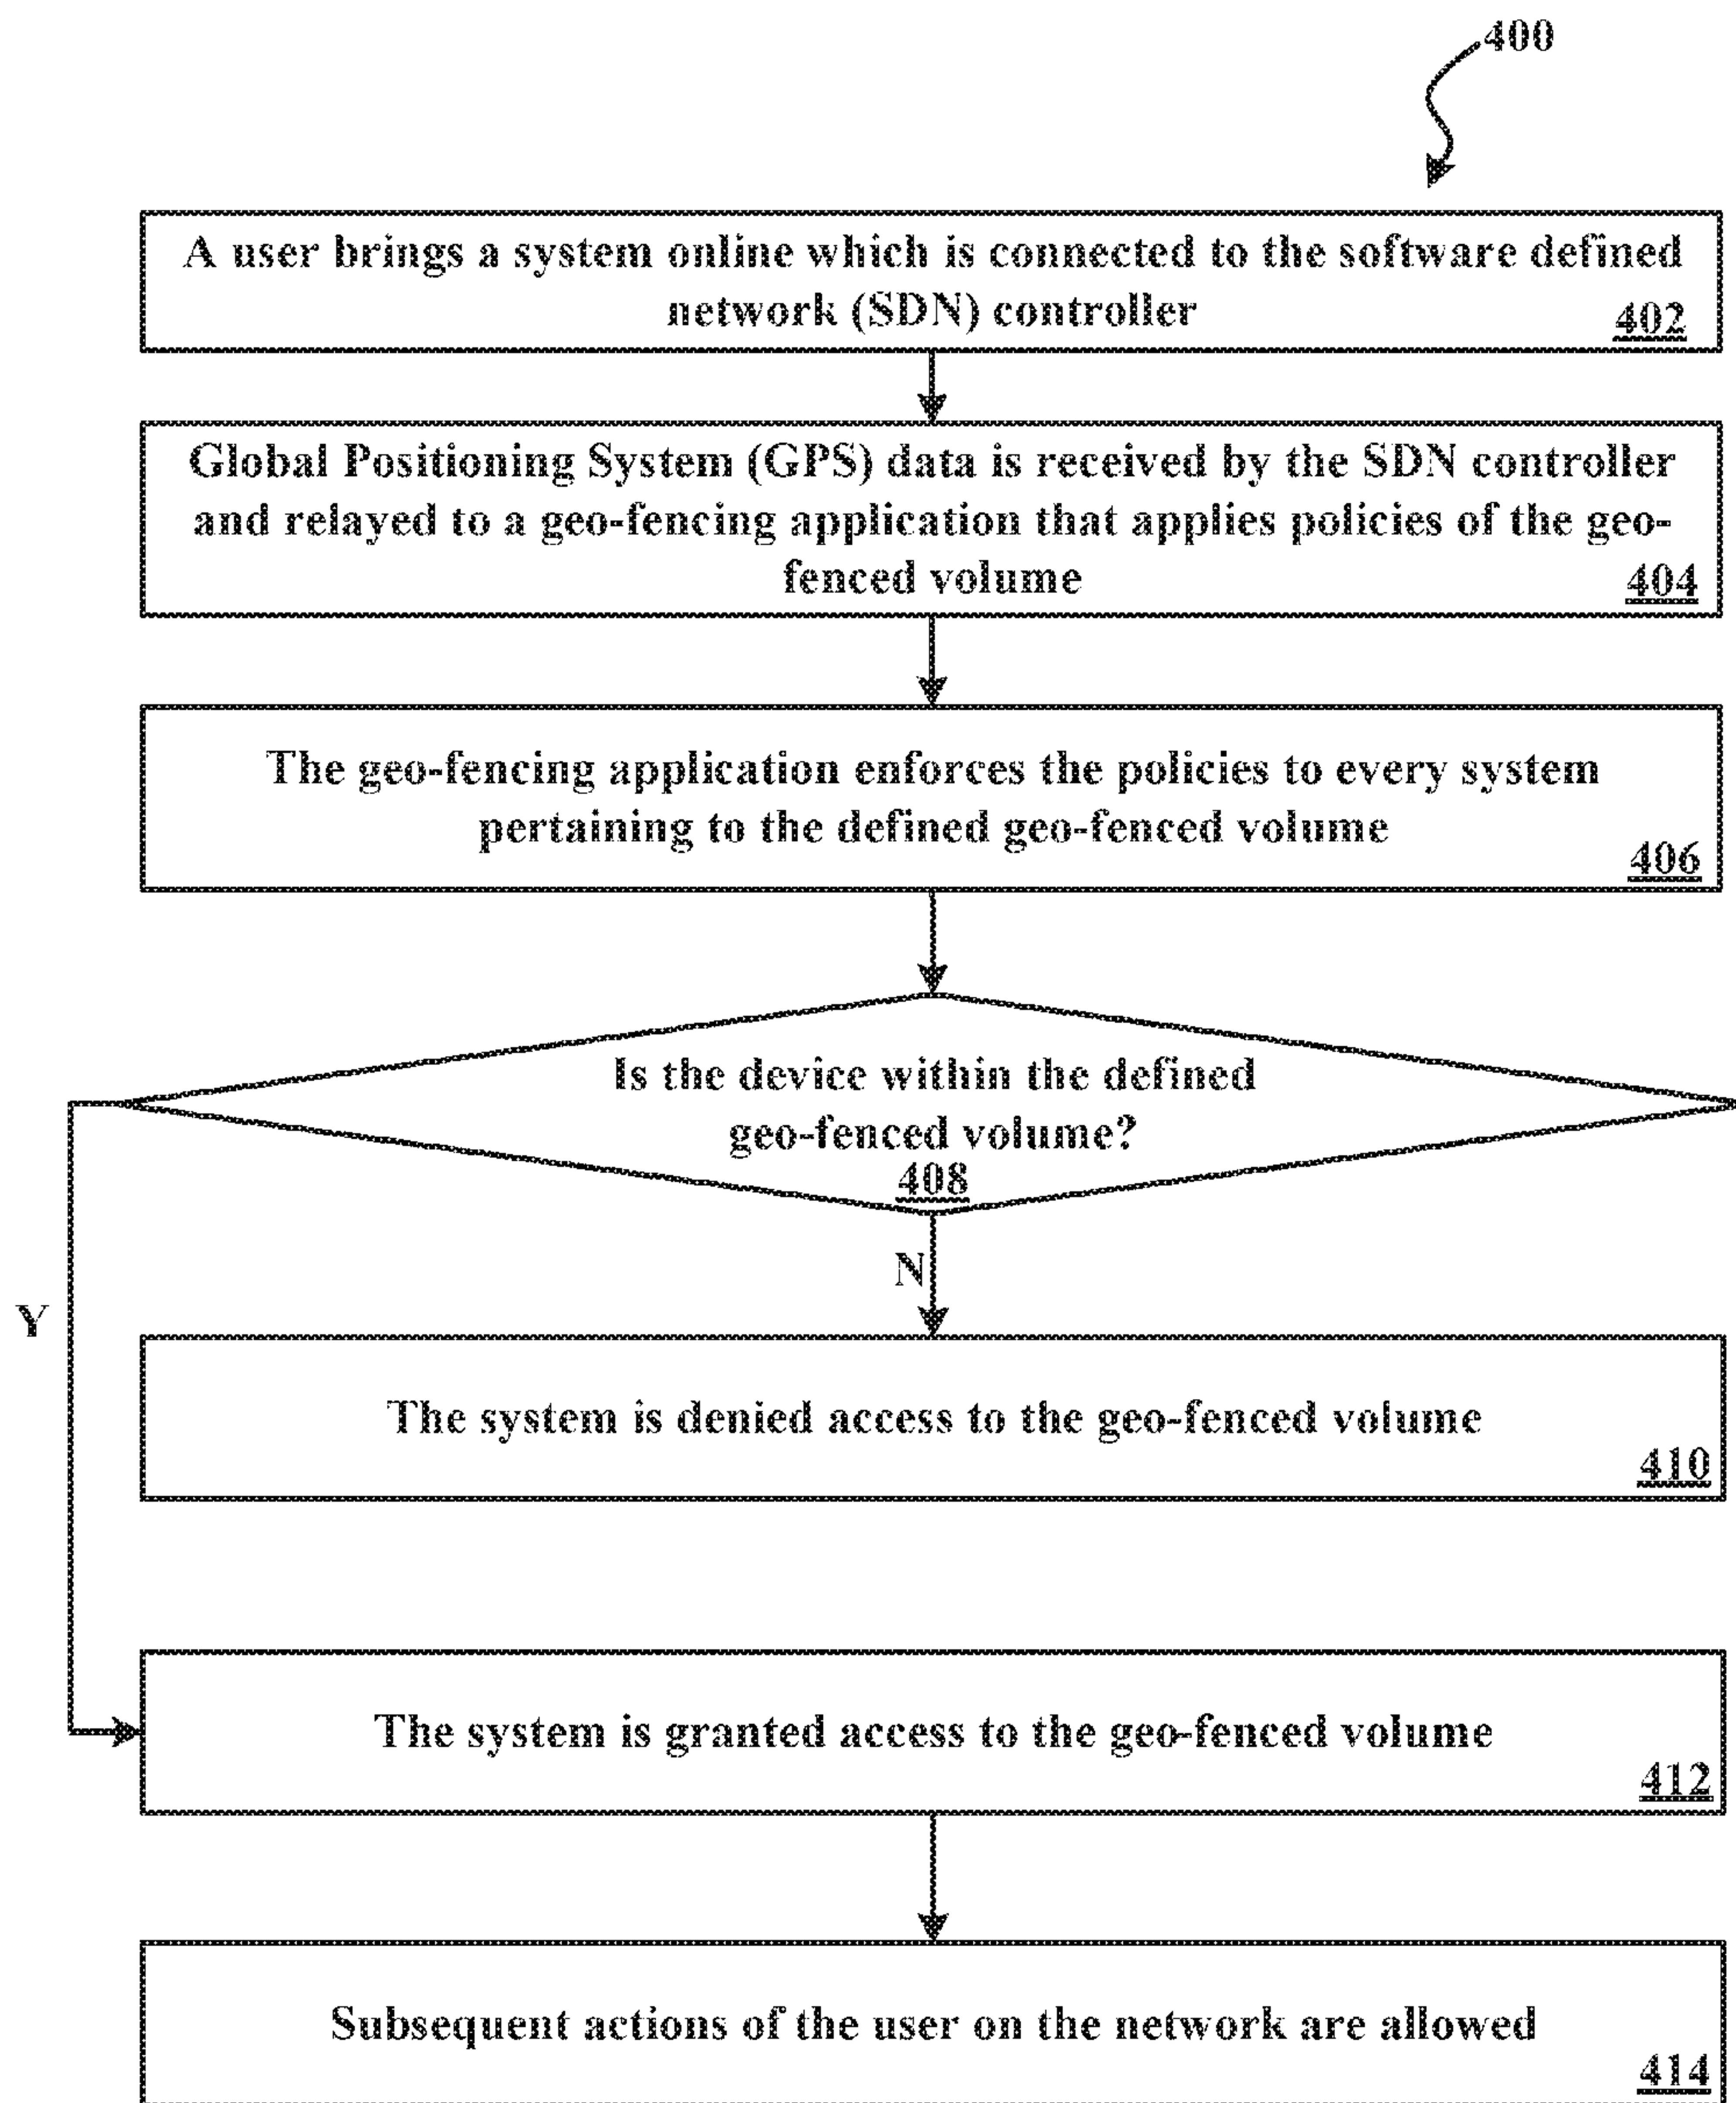 400
A user brings a system online which is connected to the software defined
network (SDN) controller
402
Global Positioning System (GPS) data is received by the SDN controller
and relayed to a geo-fencing application that applies policies of the geo-
fenced volume
404
The geo-fencing application enforces the policies to every system
pertaining to the defined geo-fenced volume
406
Is the device within the defined
geo-fenced volume?
408
N
Y
The system is denied access to the geo-fenced volume
410
The system is granted access to the geo-fenced volume
412
Subsequent actions of the user on the network are allowed
414